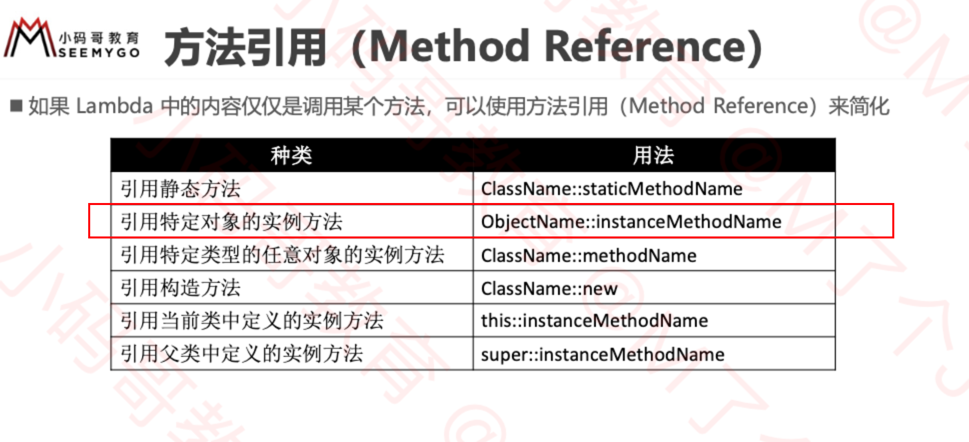 小码哥教育
SEEMYGO
方法引用（Method Reference）
■ 如果 Lambda 中的内容仅仅是调用某个方法，可以使用方法引用（Method Reference）来简化
种类 用法
引用静态方法 ClassName::staticMethodName
引用特定对象的实例方法 ObjectName::instanceMethodName
引用特定类型的任意对象的实例方法 ClassName::methodName
引用构造方法 ClassName::new
引用当前类中定义的实例方法 this::instanceMethodName
引用父类中定义的实例方法 super::instanceMethodName